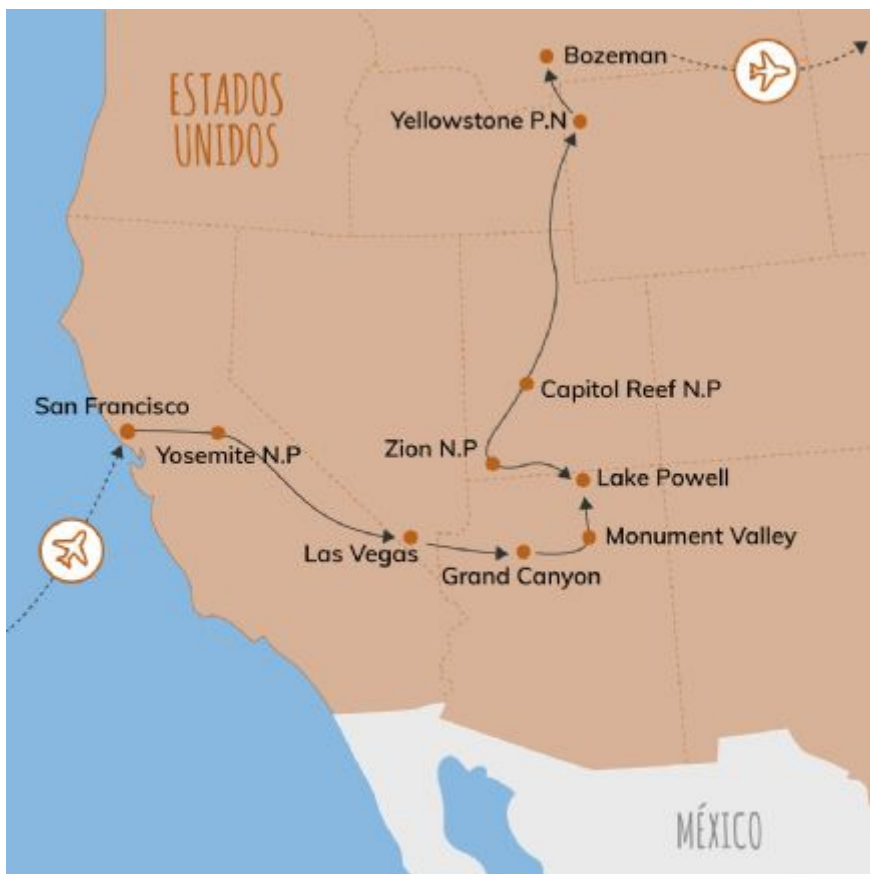 Bozeman
ESTADOS
UNIDOS
Yellowstone P.N
Capitol Reef N.P
San Francisco
Yosemite N.P
Zion N.P
Lake Powell
Las Vegas
Monument Valley
Grand Canyon
MÉXICO